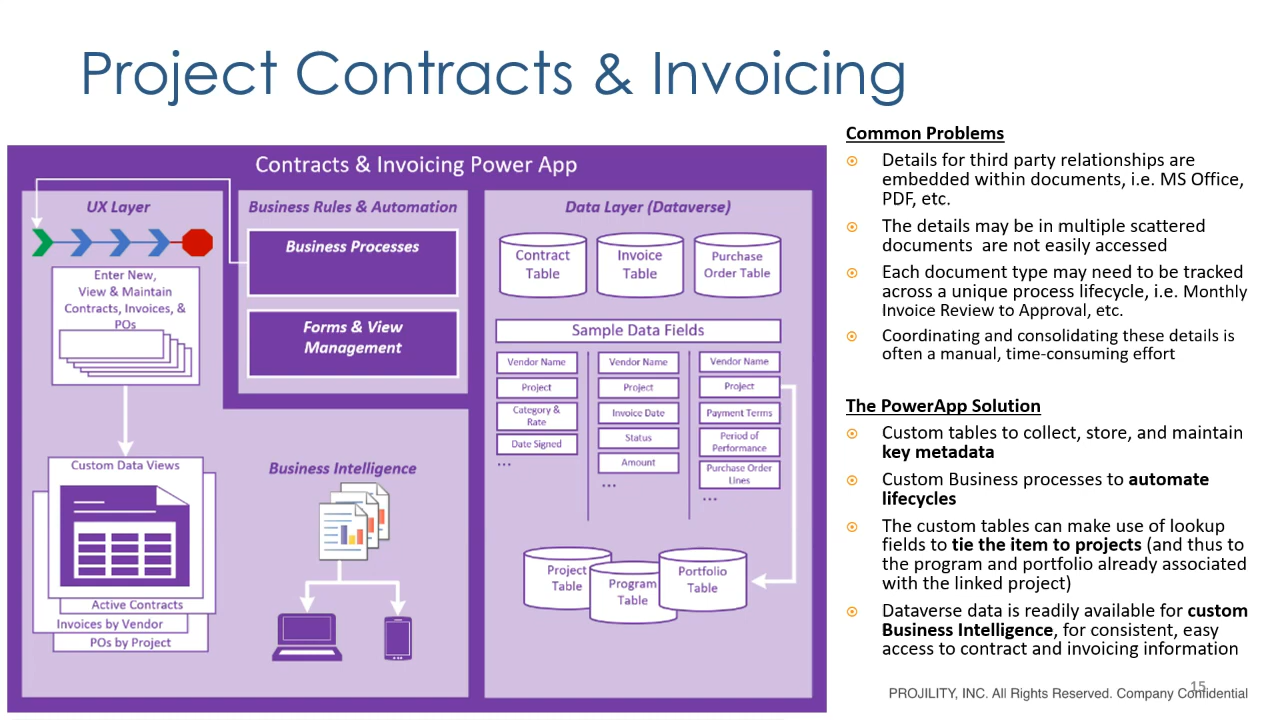 Project Contracts & Invoicing
Contracts & Invoicing Power App
UX Layer
Enter New,
View & Maintain
Contracts, Invoices, &
POs
Custom Data Views
Active Contracts
Invoices by Vendor
POs by Project
Business Rules & Automation
Business Processes
Forms & View
Management
Business Intelligence
Data Layer (Dataverse)
Contract
Table
Invoice
Table
Purchase
Order Table
Sample Data Fields
Vendor Name
Project
Category &
Rate
Date Signed
...
Vendor Name
Project
Invoice Date
Status
Amount
...
Vendor Name
Project
Payment Terms
Period of
Performance
Purchase Order
Lines
...
Project
Table
Program
Table
Portfolio
Table
Common Problems
Details for third party relationships are
embedded within documents, i.e. MS Office,
PDF, etc.
The details may be in multiple scattered
documents are not easily accessed
Each document type may need to be tracked
across a unique process lifecycle, i.e. Monthly
Invoice Review to Approval, etc.
Coordinating and consolidating these details is
often a manual, time-consuming effort
The PowerApp Solution
Custom tables to collect, store, and maintain
key metadata
Custom Business processes to automate
lifecycles
The custom tables can make use of lookup
fields to tie the item to projects (and thus to
the program and portfolio already associated
with the linked project)
Dataverse data is readily available for custom
Business Intelligence, for consistent, easy
access to contract and invoicing information
15
PROJILITY, INC. All Rights Reserved. Company Confidential